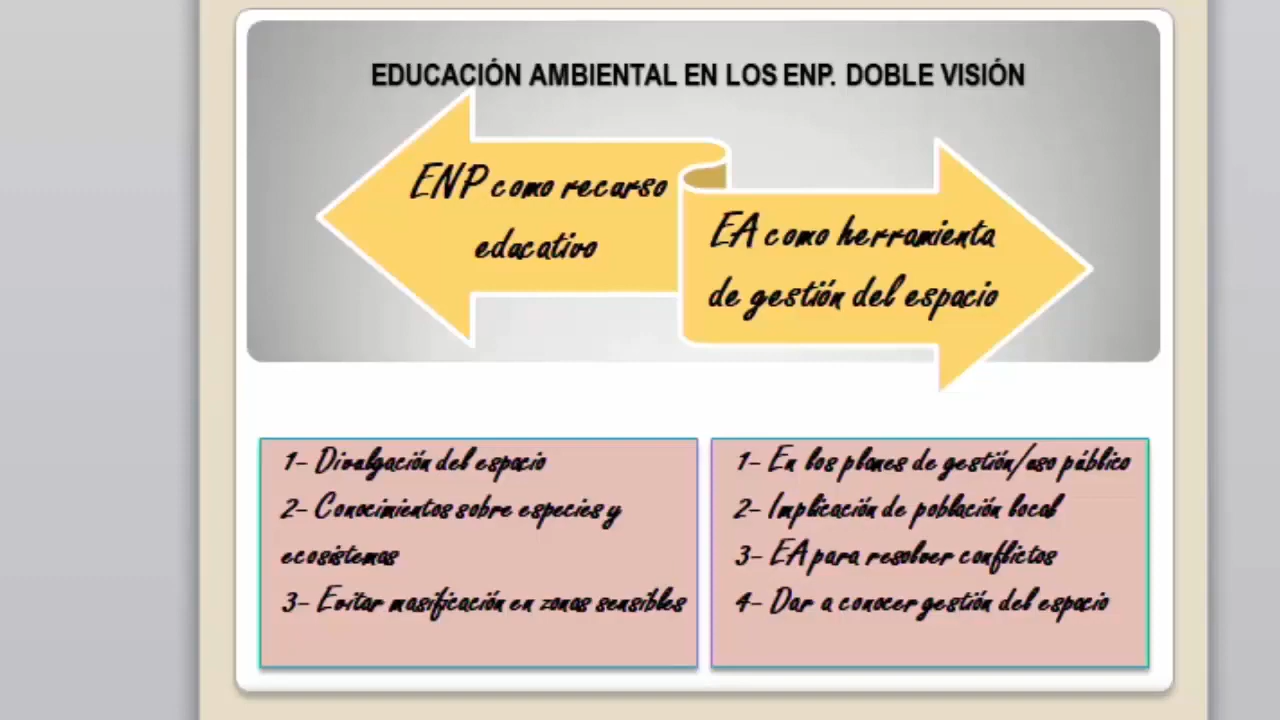 EDUCACIÓN AMBIENTAL EN LOS ENP. DOBLE VISIÓN
ENP como recurso
educativo
EA como herramienta
de gestión del espacio
1- Divulgación del espacio
2- Conocimientos sobre especies y
ecosistemas
3- Evitar masificación en zonas sensibles
1- En los planes de gestión/uso público
2- Implicación de población local
3- EA para resolver conflictos
4- Dar a conocer gestión del espacio